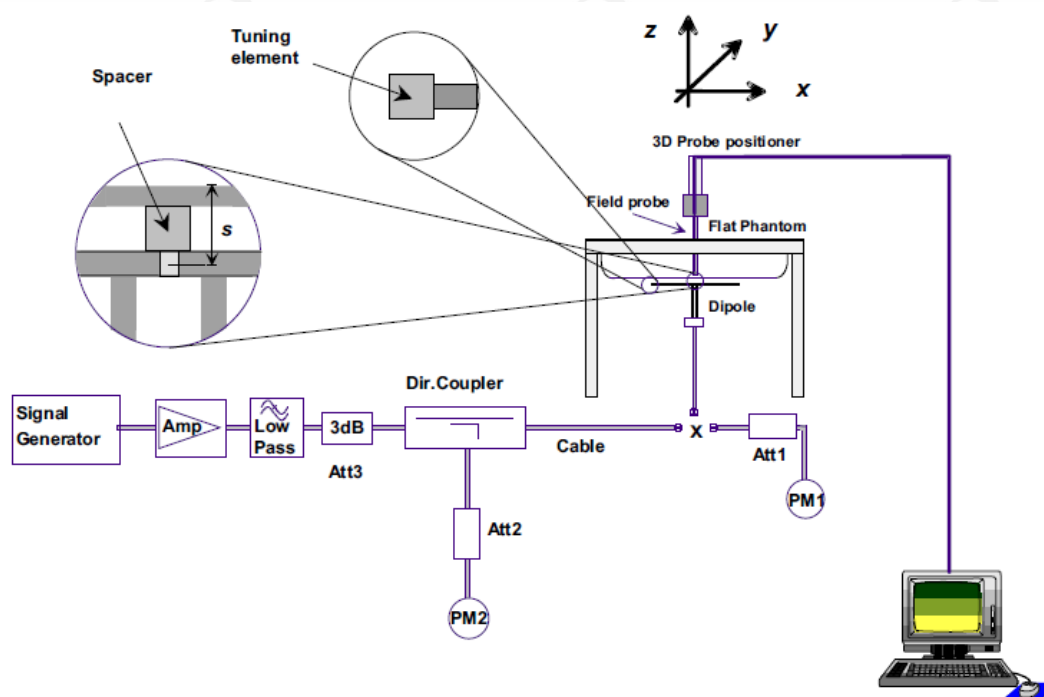 Tuning
element
Spacer
z
y
x
3D Probe positioner
Field probe
Flat Phantom
s
Dipole
Dir.Coupler
Signal
Generator
Amp
Low
Pass
3dB
Att3
Cable
X
Att1
PM1
Att2
PM2